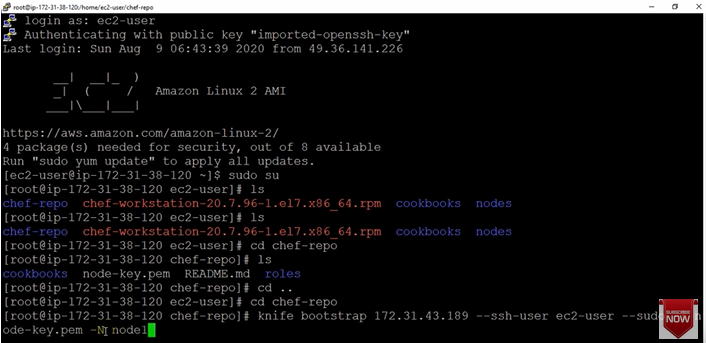 root@ip-172-31-38-120/home/ec2-user/chef-repo
login as: ec2-user
Authenticating with public key "imported-openssh-key"
Last login: Sun Aug  9 06:43:39 2020 from 49.36.141.226
__|  __|_  )
_|  (     /   Amazon Linux 2 AMI
___|\___|___|
https://aws.amazon.com/amazon-linux-2/
4 package(s) needed for security, out of 8 available
Run "sudo yum update" to apply all updates.
[ec2-user@ip-172-31-38-120 ~]$ sudo su
[root@ip-172-31-38-120 ec2-user]# ls
chef-repo  chef-workstation-20.7.96-1.el7.x86_64.rpm  cookbooks  nodes
[root@ip-172-31-38-120 ec2-user]# ls
chef-repo  chef-workstation-20.7.96-1.el7.x86_64.rpm  cookbooks  nodes
[root@ip-172-31-38-120 ec2-user]# cd chef-repo
[root@ip-172-31-38-120 chef-repo]# ls
cookbooks  node-key.pem  README.md  roles
[root@ip-172-31-38-120 chef-repo]# cd ..
[root@ip-172-31-38-120 ec2-user]# cd chef-repo
[root@ip-172-31-38-120 chef-repo]# knife bootstrap 172.31.43.189 --ssh-user ec2-user --sudo
ode-key.pem -N node1
SUBSCRIBE
NOW